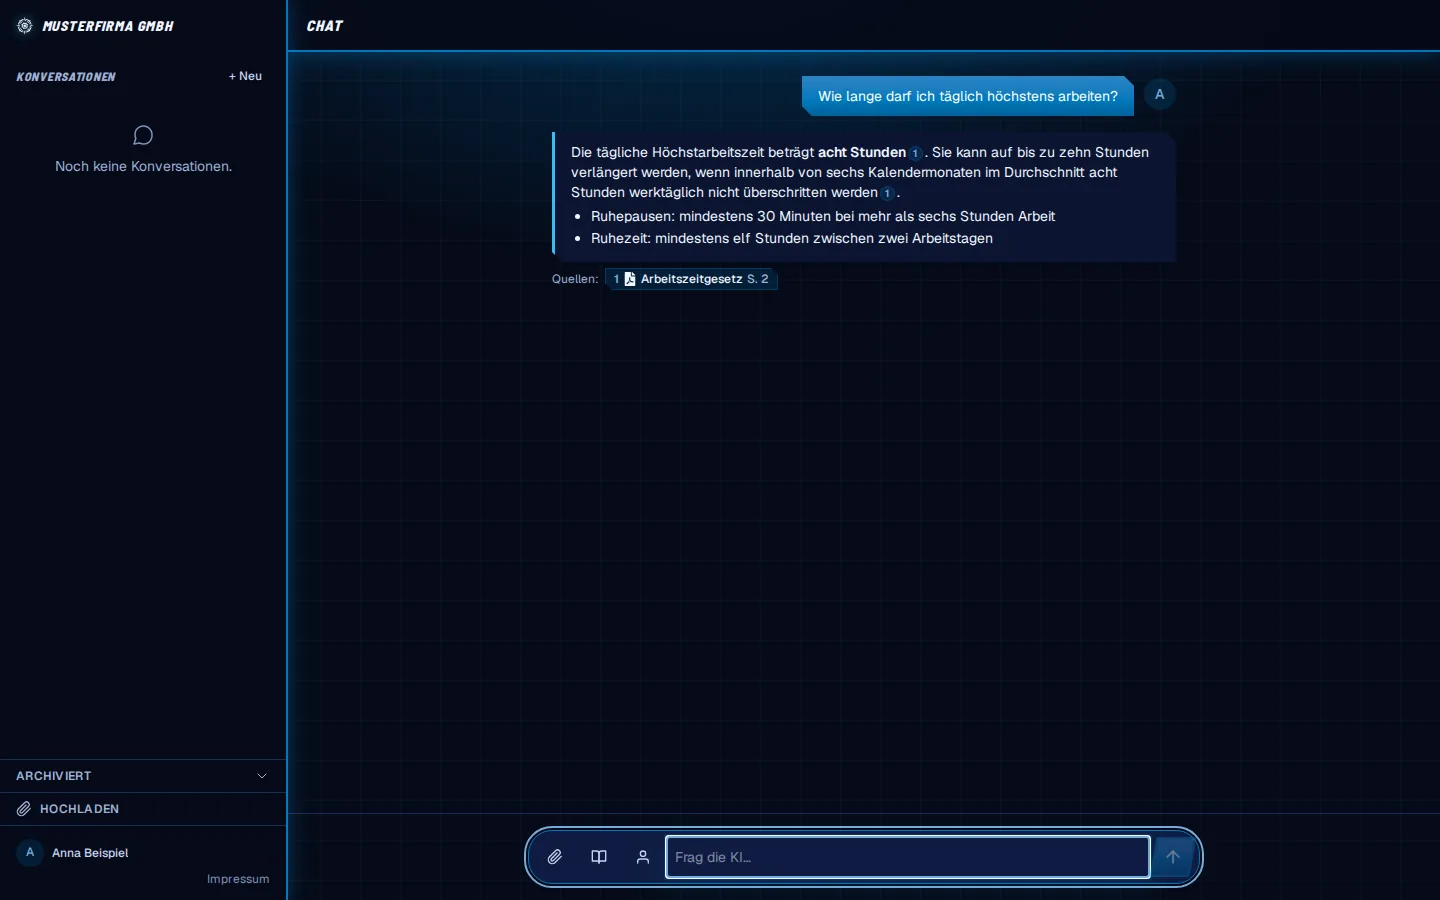 MUSTERFIRMA GMBH
CHAT
KONVERSATIONEN
+ Neu
Noch keine Konversationen.
Wie lange darf ich täglich höchstens arbeiten?
A
Die tägliche Höchstarbeitszeit beträgt acht Stunden 1. Sie kann auf bis zu zehn Stunden
verlängert werden, wenn innerhalb von sechs Kalendermonaten im Durchschnitt acht
Stunden werktäglich nicht überschritten werden 1.
• Ruhepausen: mindestens 30 Minuten bei mehr als sechs Stunden Arbeit
• Ruhezeit: mindestens elf Stunden zwischen zwei Arbeitstagen
Quellen: 1 Arbeitszeitgesetz S. 2
ARCHIVIERT
HOCHLADEN
A Anna Beispiel
Impressum
Frag die KI...